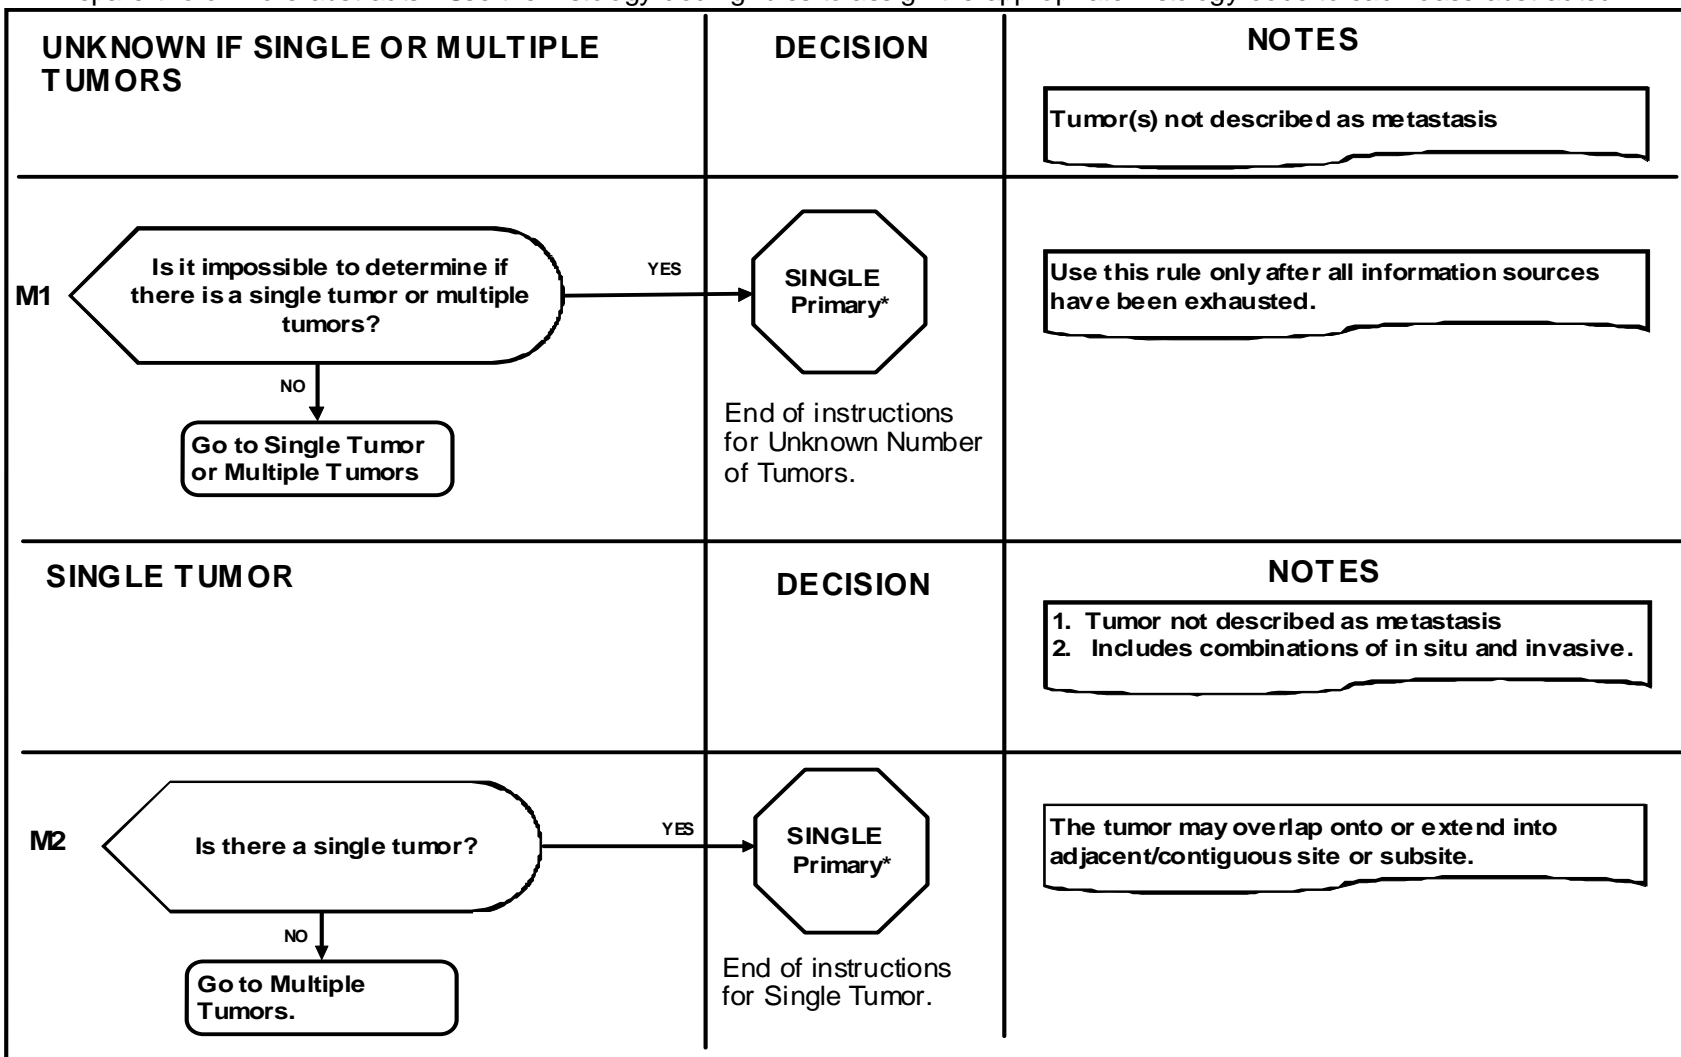 UNKNOWN IF SINGLE OR MULTIPLE
TUMORS
DECISION
NOTES
Tumor(s) not described as metastasis
M1
Is it impossible to determine if
there is a single tumor or multiple
tumors?
YES
SINGLE
Primary*
Use this rule only after all information sources
have been exhausted.
NO
Go to Single Tumor
or Multiple Tumors
End of instructions
for Unknown Number
of Tumors.
SINGLE TUMOR
DECISION
NOTES
1. Tumor not described as metastasis
2. Includes combinations of in situ and invasive.
M2
Is there a single tumor?
YES
SINGLE
Primary*
The tumor may overlap onto or extend into
adjacent/contiguous site or subsite.
NO
Go to Multiple
Tumors.
End of instructions
for Single Tumor.